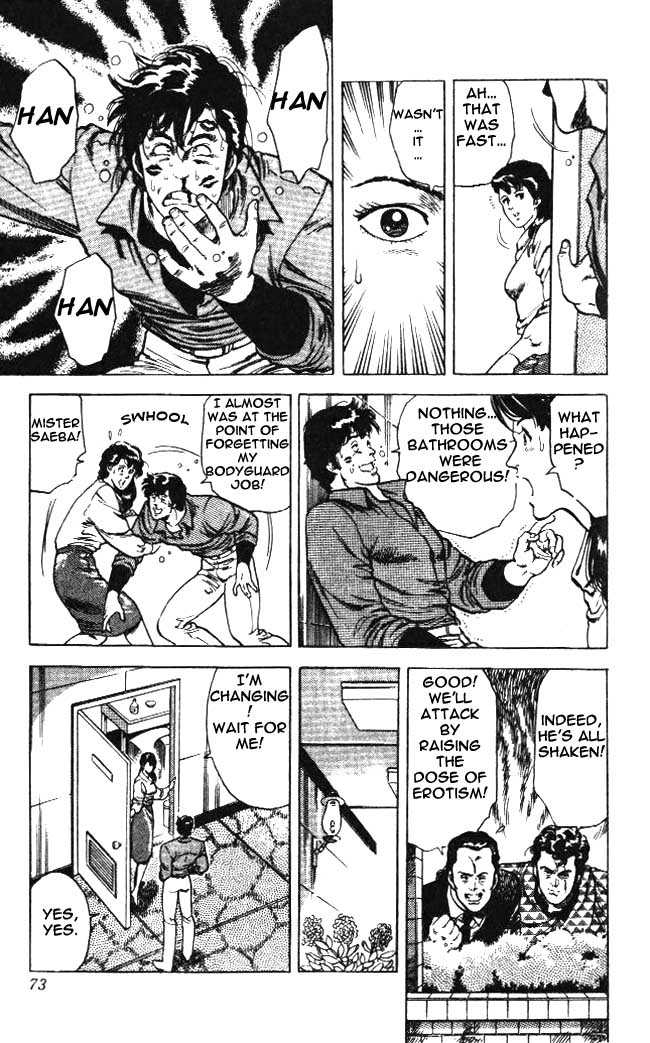 AH...
THAT
WAS
FAST...
WASN'T
...
IT
...
HAN
HAN
HAN
WHAT
HAP-
PENED
?
NOTHING...
THOSE
BATHROOMS
WERE
DANGEROUS!
I ALMOST
WAS AT THE
POINT OF
FORGETTING
MY
BODYGUARD
JOB!
SWHOOL
MISTER
SAEBA!
INDEED,
HE'S ALL
SHAKEN!
GOOD!
WE'LL
ATTACK
BY
RAISING
THE
DOSE OF
EROTISM!
I'M
CHANGING
!
WAIT FOR
ME!
YES,
YES.
73